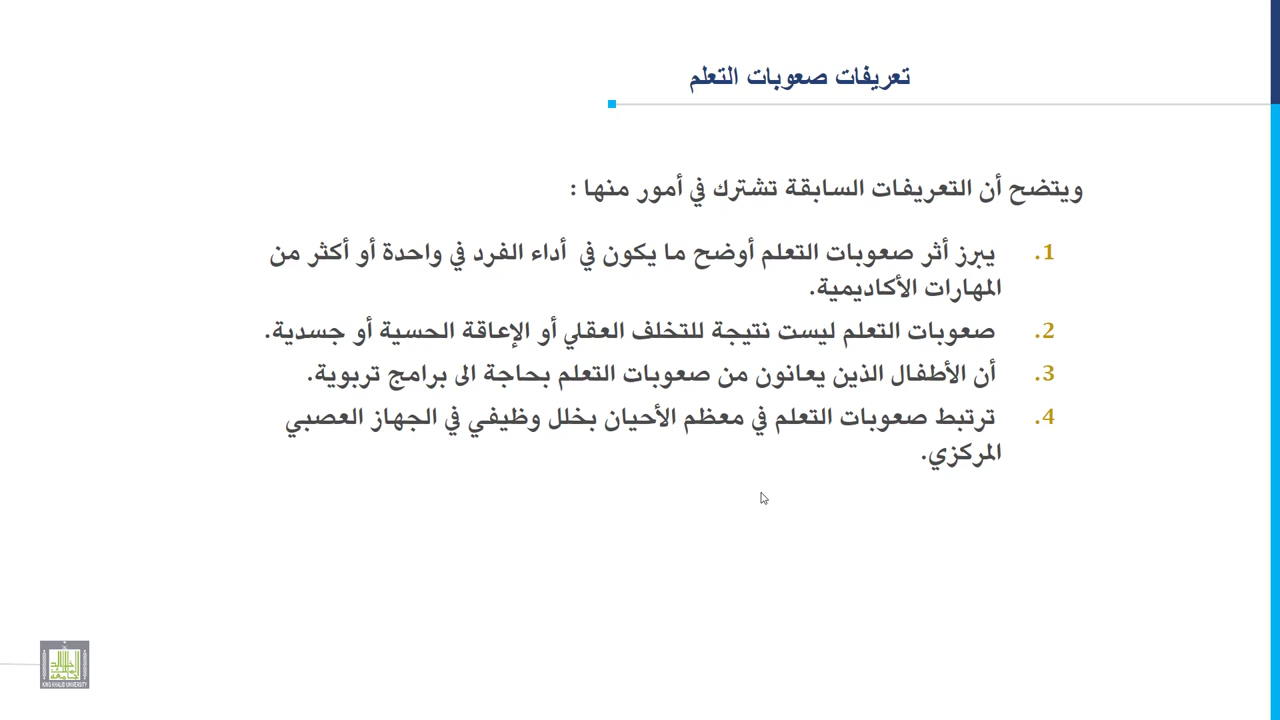 تعريفات صعوبات التعلم
ويتضح أن التعريفات السابقة تشترك في أمور منها :
1. يبرز أثر صعوبات التعلم أوضح ما يكون في أداء الفرد في واحدة أو أكثر من
المهارات الأكاديمية.
2. صعوبات التعلم ليست نتيجة للتخلف العقلي أو الإعاقة الحسية أو جسدية.
3. أن الأطفال الذين يعانون من صعوبات التعلم بحاجة الى برامج تربوية.
4. ترتبط صعوبات التعلم في معظم الأحيان بخلل وظيفي في الجهاز العصبي
المركزي.
KING KHALID UNIVERSITY